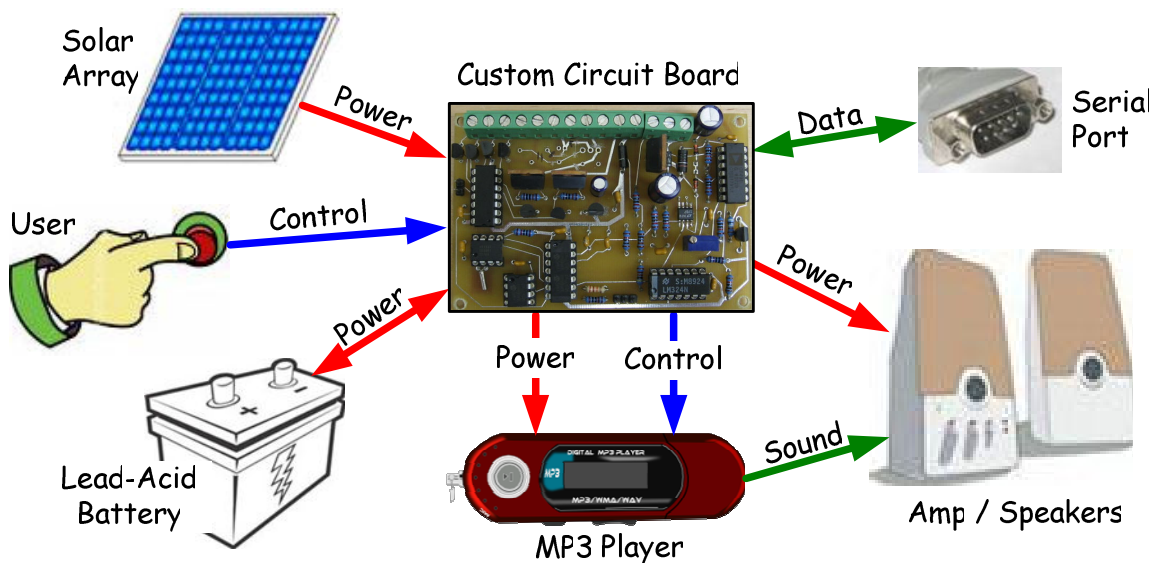 Solar
Array
Power
Custom Circuit Board
Data
Serial
Port
User
Control
Power
LM324N
Power
Power
Control
Lead-Acid
Battery
+
-
DIGITAL MP3 PLAYER
MP3
MP3/WMA/WAV
MP3 Player
Sound
Amp / Speakers